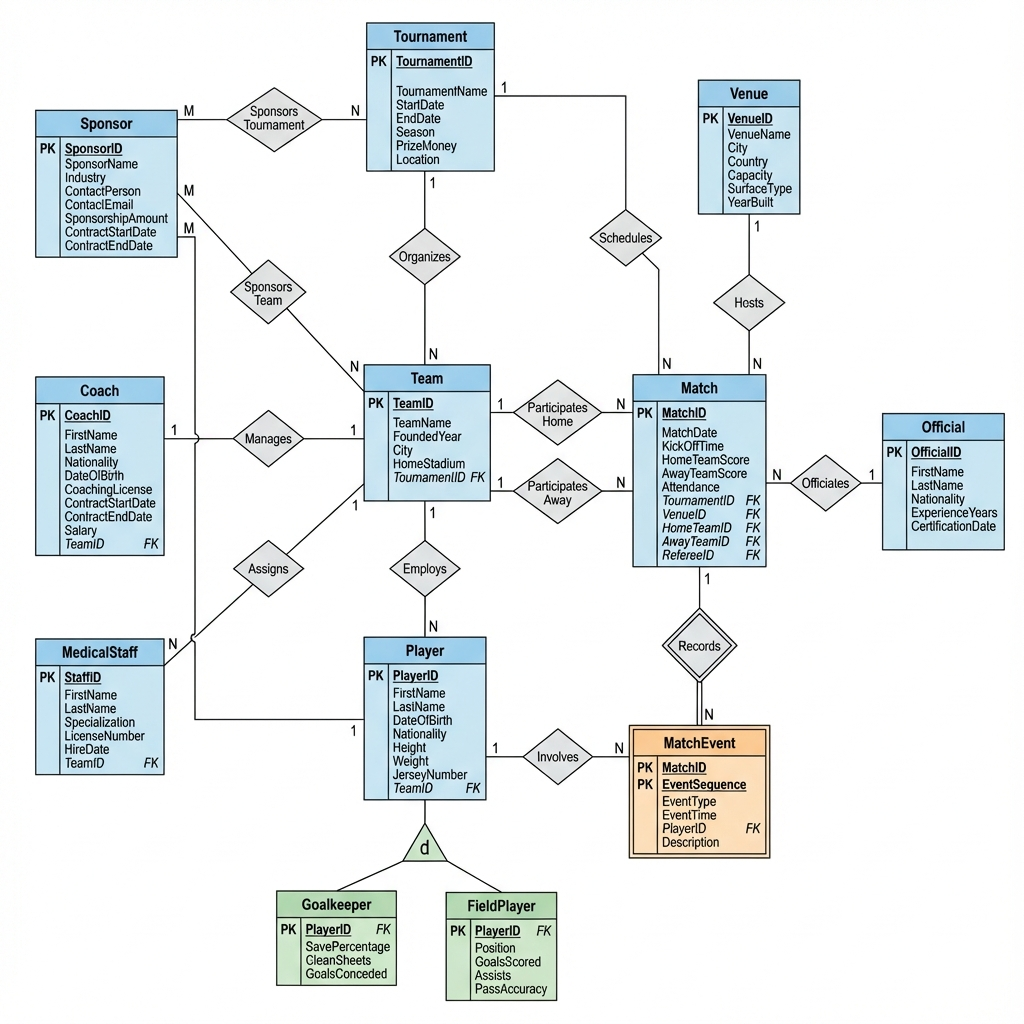 Tournament
PK TournamentID
TournamentName
StartDate
EndDate
Season
PrizeMoney
Location
1
1
Venue
PK VenueID
VenueName
City
Country
Capacity
SurfaceType
YearBuilt
1
Sponsor
PK SponsorID
SponsorName
Industry
ContactPerson
ContaclEmail
SponsorshipAmount
ContractStartDate
ContractEndDate
M
Sponsors
Tournament
N
M
M
Sponsors
Team
N
Organizes
N
Schedules
N
Hosts
N
Coach
PK CoachID
FirstName
LastName
Nationality
DateOlBirth
CoachingLicense
ContractStartDate
ContractEndDate
Salary
TeamID FK
1
Manages
1
Team
PK TeamID
TeamName
FoundedYear
City
HomeStadium
ToumamenIID FK
1
Participates
Home
N
1
Participates
Away
N
Match
PK MatchID
MatchDate
KickOffTime
HomeTeamScore
AwayTeamScore
Attendance
ToumamentID FK
VenueID FK
HomeTeamID FK
AwayTeamID FK
RefereeID FK
N
Officiates
1
Official
PK OfficialID
FirstName
LastName
Nationality
ExperienceYears
CertificationDate
1
Assigns
N
1
Employs
N
1
Records
N
MedicalStaff
PK StaffID
FirstName
LastName
Specialization
LicenseNumber
HireDate
TeamID FK
1
Player
PK PlayerID
FirstName
LasiName
DateOfBirth
Nationality
Height
Weight
JerseyNumber
TeamID FK
1
Involves
N
MatchEvent
PK MatchID
PK EventSequence
EventType
EventTime
PlayerID FK
Description
d
Goalkeeper
PK PlayerID FK
SavePercentage
CleanSheets
GoalsConceded
FieldPlayer
PK PlayerID FK
Position
GoalsScored
Assists
PassAccuracy